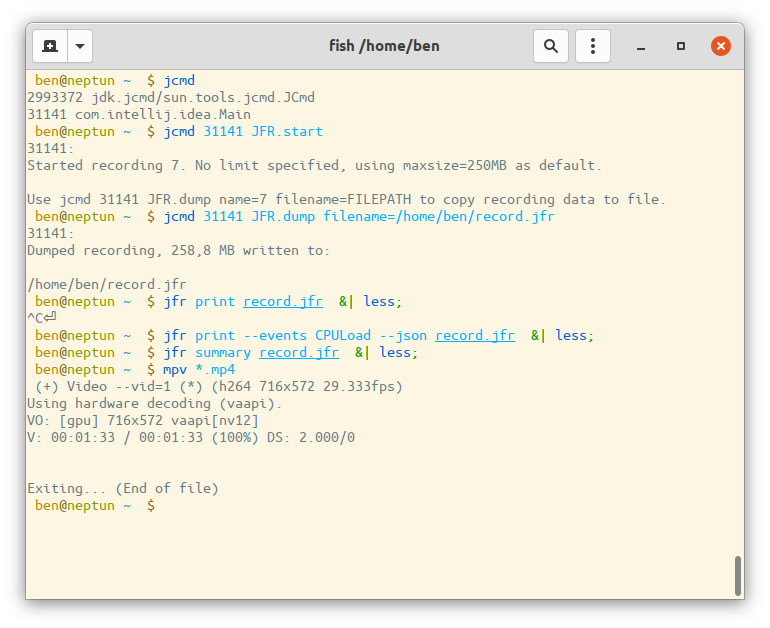 fish /home/ben
ben@neptun ~  $ jcmd
2993372 jdk.jcmd/sun.tools.jcmd.JCmd
31141 com.intellij.idea.Main
ben@neptun ~  $ jcmd 31141 JFR.start
31141:
Started recording 7. No limit specified, using maxsize=250MB as default.
Use jcmd 31141 JFR.dump name=7 filename=FILEPATH to copy recording data to file.
ben@neptun ~  $ jcmd 31141 JFR.dump filename=/home/ben/record.jfr
31141:
Dumped recording, 258,8 MB written to:
/home/ben/record.jfr
ben@neptun ~  $ jfr print record.jfr  &| less;
^C⏎
ben@neptun ~  $ jfr print --events CPULoad --json record.jfr  &| less;
ben@neptun ~  $ jfr summary record.jfr  &| less;
ben@neptun ~  $ mpv *.mp4
(+) Video --vid=1 (*) (h264 716x572 29.333fps)
Using hardware decoding (vaapi).
VO: [gpu] 716x572 vaapi[nv12]
V: 00:01:33 / 00:01:33 (100%) DS: 2.000/0
Exiting... (End of file)
ben@neptun ~  $